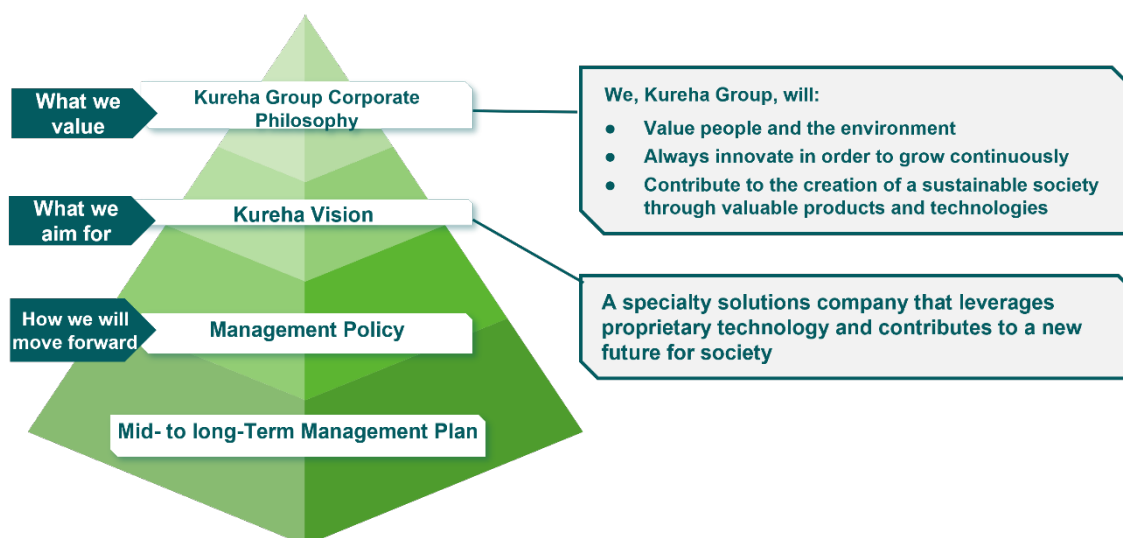 What we
value
Kureha Group Corporate
Philosophy
We, Kureha Group, will:
● Value people and the environment
● Always innovate in order to grow continuously
● Contribute to the creation of a sustainable society
through valuable products and technologies
What we
aim for
Kureha Vision
A specialty solutions company that leverages
proprietary technology and contributes to a new
future for society
How we will
move forward
Management Policy
Mid- to long-Term Management Plan